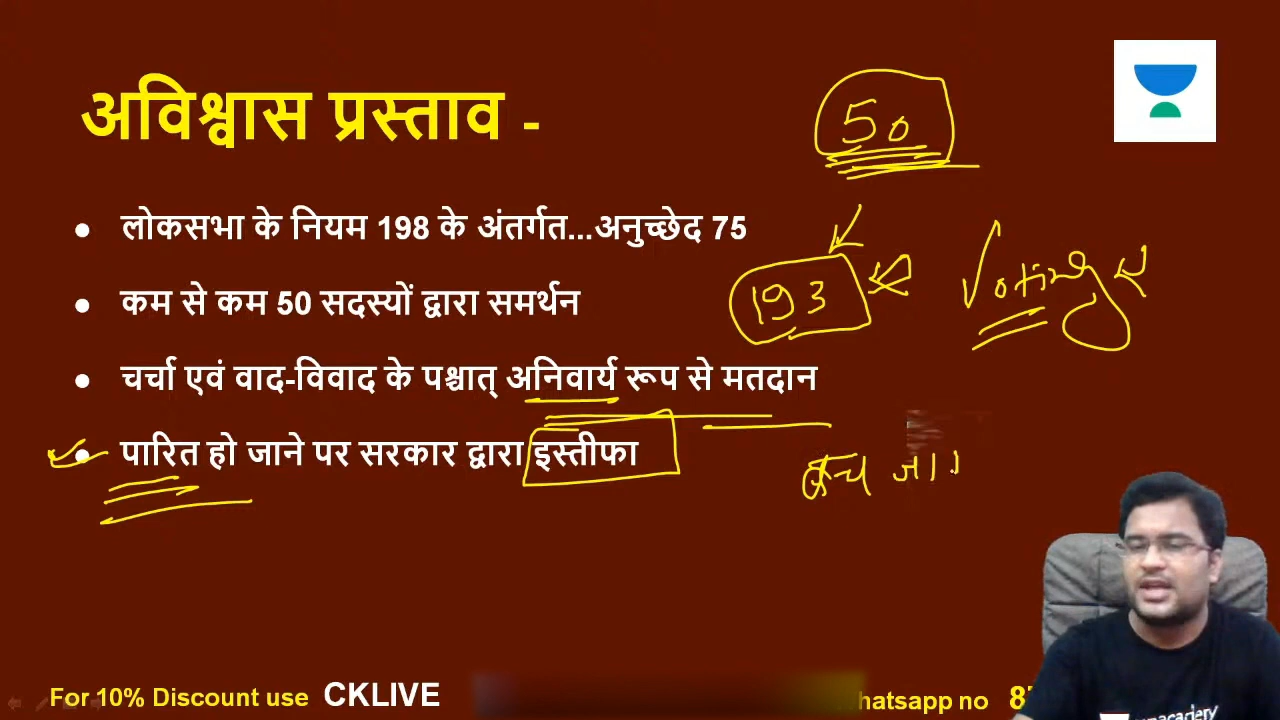 अविश्वास प्रस्ताव -
50
लोकसभा के नियम 198 के अंतर्गत...अनुच्छेद 75
193
Voting
कम से कम 50 सदस्यों द्वारा समर्थन
चर्चा एवं वाद-विवाद के पश्चात् अनिवार्य रूप से मतदान
पारित हो जाने पर सरकार द्वारा इस्तीफा
For 10% Discount use CKLIVE
hatsapp no 87